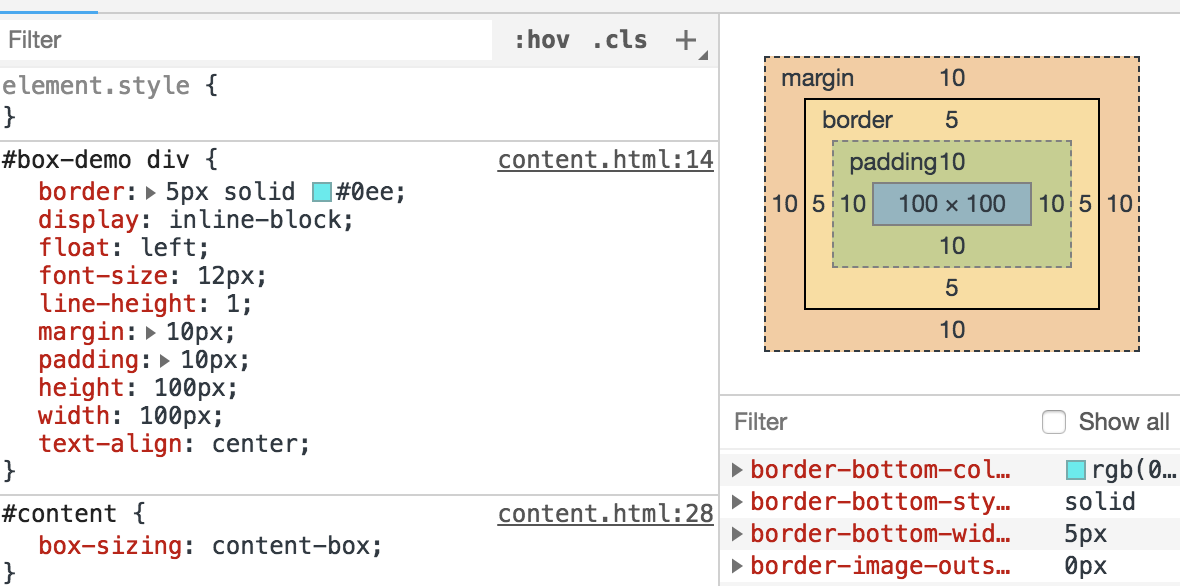 Filter :hov .cls +
element.style {
}
#box-demo div { content.html:14
border: 5px solid #0ee;
display: inline-block;
float: left;
font-size: 12px;
line-height: 1;
margin: 10px;
padding: 10px;
height: 100px;
width: 100px;
text-align: center;
}
#content { content.html:28
box-sizing: content-box;
}
margin 10
border 5
padding 10
10 5 10 100 × 100 10 5 10
10
5
10
Filter Show all
border-bottom-col… rgb(0…
border-bottom-sty… solid
border-bottom-wid… 5px
border-image-outs… 0px